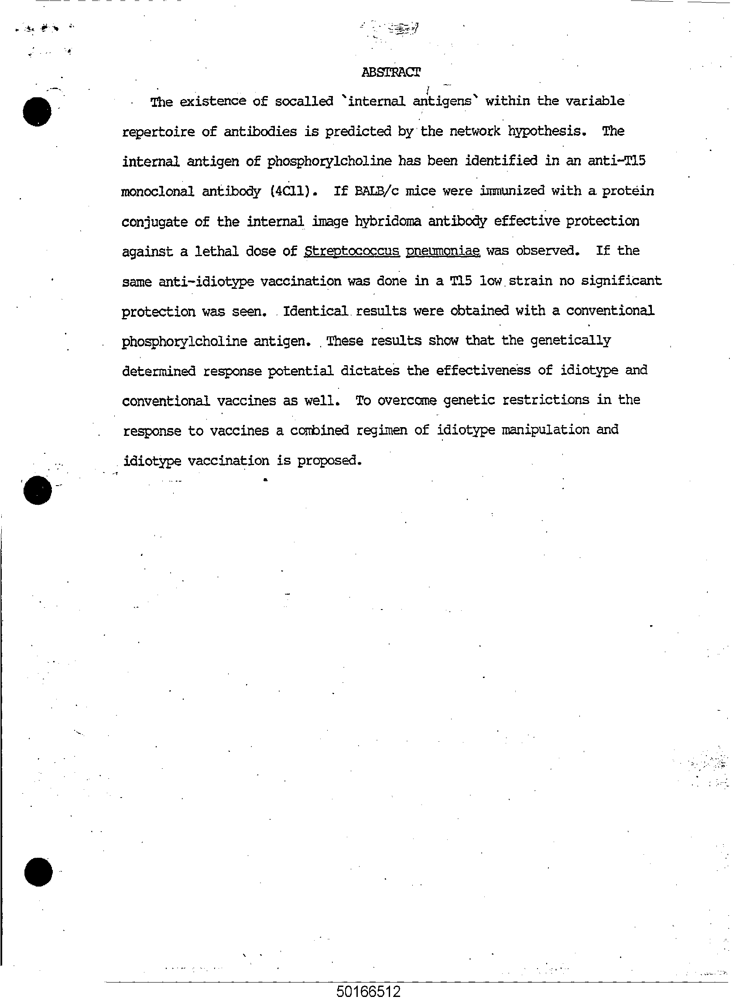 ABSTRACT
The existence of socalled `internal antigens` within the variable
repertoire of antibodies is predicted by the network hypothesis. The
internal antigen of phosphorylcholine has been identified in an anti-T15
monoclonal antibody (4C11). If BALB/c mice were immunized with a protein
conjugate of the internal image hybridoma antibody effective protection
against a lethal dose of Streptococcus pneumoniae was observed. If the
same anti-idiotype vaccination was done in a T15 low strain no significant
protection was seen. Identical results were obtained with a conventional
phosphorylcholine antigen. These results show that the genetically
determined response potential dictates the effectiveness of idiotype and
conventional vaccines as well. To overcome genetic restrictions in the
response to vaccines a combined regimen of idiotype manipulation and
idiotype vaccination is proposed.
50166512